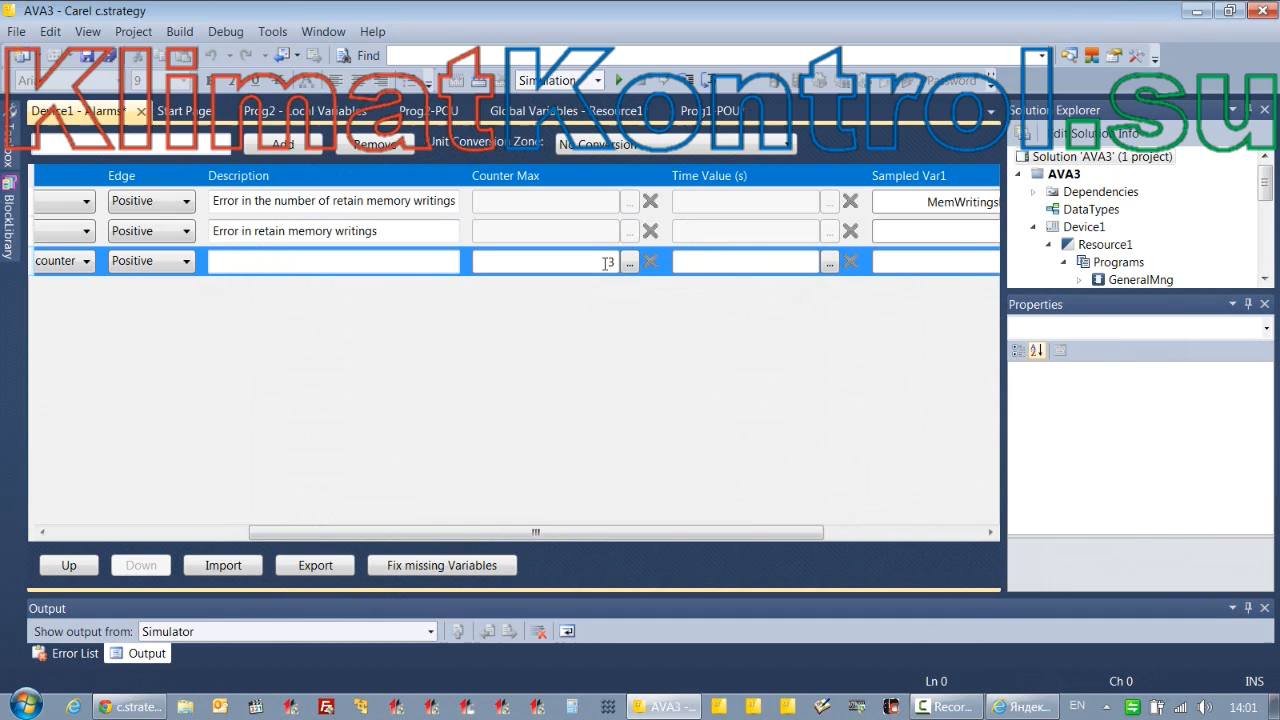 AVA3 - Carel c.strategy
File Edit View Project Build Debug Tools Window Help
Find
Simulation
KlimatKontrol.su
Device1 - Alarms* Start Page Prog2 - Local Variables Prog2-POU Global Variables - Resource1 Prog1-POU
Add Remove Unit Conversion Zone: No Conversion
Edge Description Counter Max Time Value (s) Sampled Var1
Positive Error in the number of retain memory writings ... ... MemWritings
Positive Error in retain memory writings ... ...
counter Positive 3 ... ...
Up Down Import Export Fix missing Variables
Solution Explorer
Edit Solution Info
Solution 'AVA3' (1 project)
AVA3
Dependencies
DataTypes
Device1
Resource1
Programs
GeneralMng
Properties
Toolbox
BlockLibrary
Output
Show output from: Simulator
Error List Output
Ln 0 Ch 0 INS
c.strate... AVA3 -... Recor... Яндек... EN 14:01